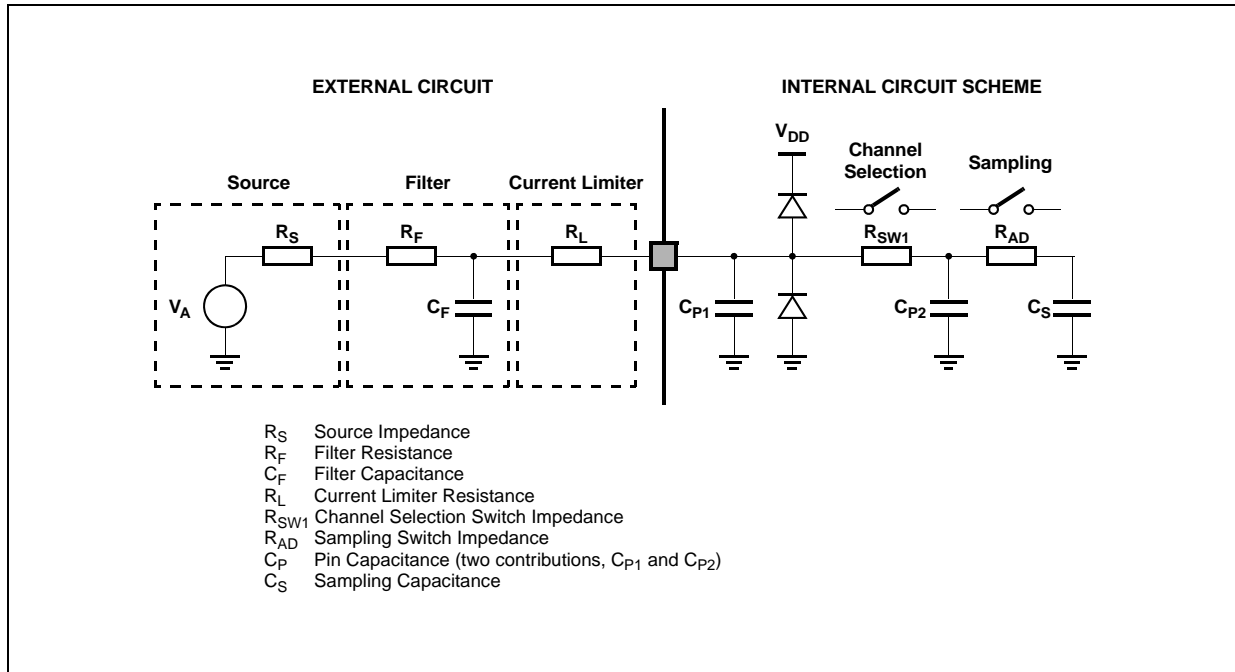 EXTERNAL CIRCUIT
INTERNAL CIRCUIT SCHEME
VDD
Channel
Selection
Sampling
Source
Filter
Current Limiter
RS
RF
RL
RSW1
RAD
VA
CF
CP1
CP2
CS
RS Source Impedance
RF Filter Resistance
CF Filter Capacitance
RL Current Limiter Resistance
RSW1 Channel Selection Switch Impedance
RAD Sampling Switch Impedance
CP Pin Capacitance (two contributions, CP1 and CP2)
CS Sampling Capacitance